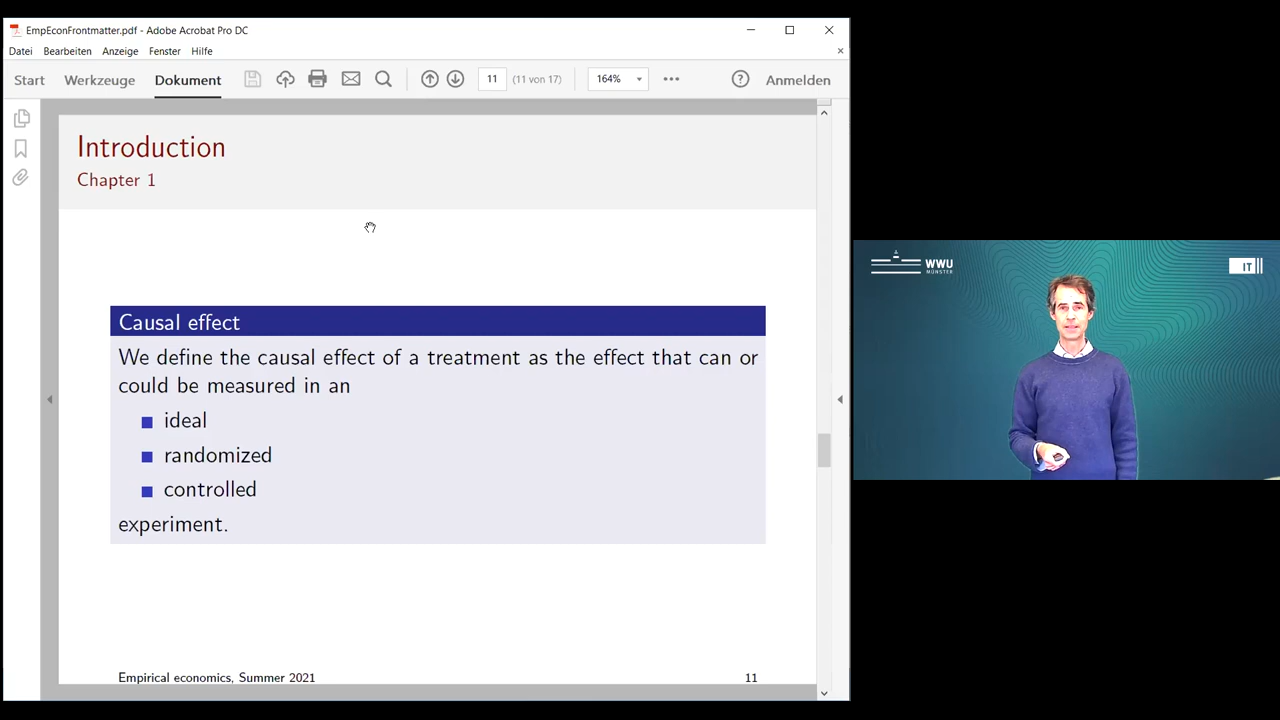 EmpEconFrontmatter.pdf - Adobe Acrobat Pro DC
Datei Bearbeiten Anzeige Fenster Hilfe
Start Werkzeuge Dokument 11 (11 von 17) 164% Anmelden
Introduction
Chapter 1
Causal effect
We define the causal effect of a treatment as the effect that can or
could be measured in an
ideal
randomized
controlled
experiment.
Empirical economics, Summer 2021 11
WWU
MÜNSTER
IT